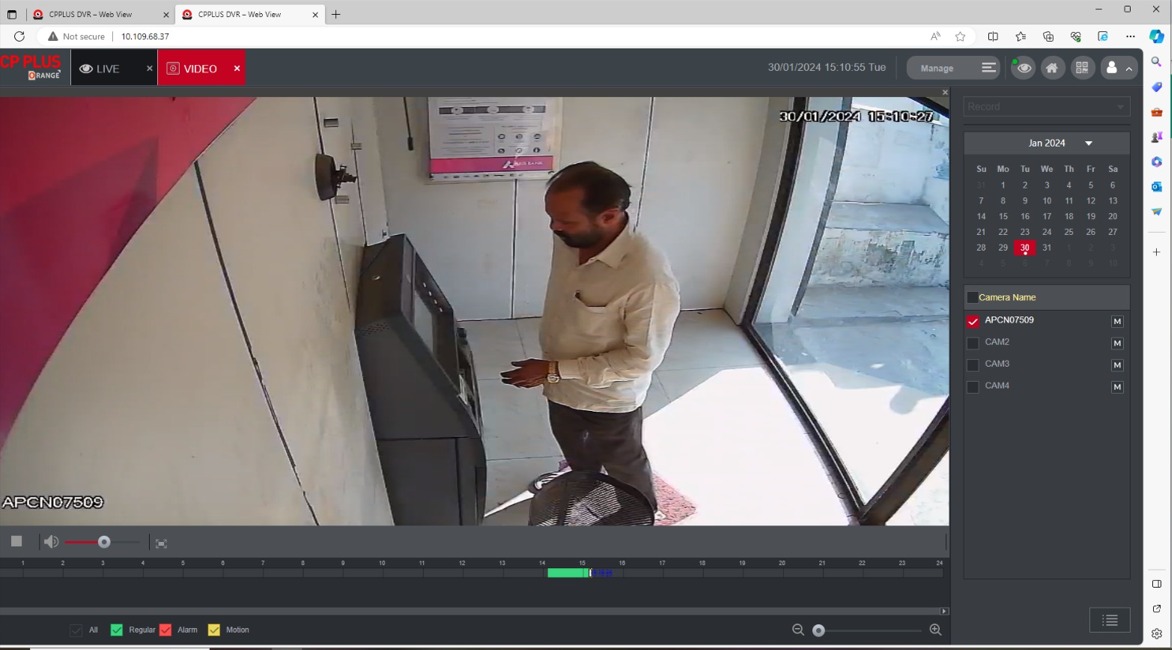 CPPLUS DVR – Web View
CPPLUS DVR – Web View
Not secure
10.109.68.37
CP PLUS
ORANGE
LIVE
VIDEO
30/01/2024 15:10:55 Tue
Manage
30/01/2024 15:10:27
APCN07509
Record
Jan 2024
Su Mo Tu We Th Fr Sa
31 1 2 3 4 5 6
7 8 9 10 11 12 13
14 15 16 17 18 19 20
21 22 23 24 25 26 27
28 29 30 31 1 2 3
4 5 6 7 8 9 10
Camera Name
APCN07509 M
CAM2 M
CAM3 M
CAM4 M
1 2 3 4 5 6 7 8 9 10 11 12 13 14 15 16 17 18 19 20 21 22 23 24
All Regular Alarm Motion